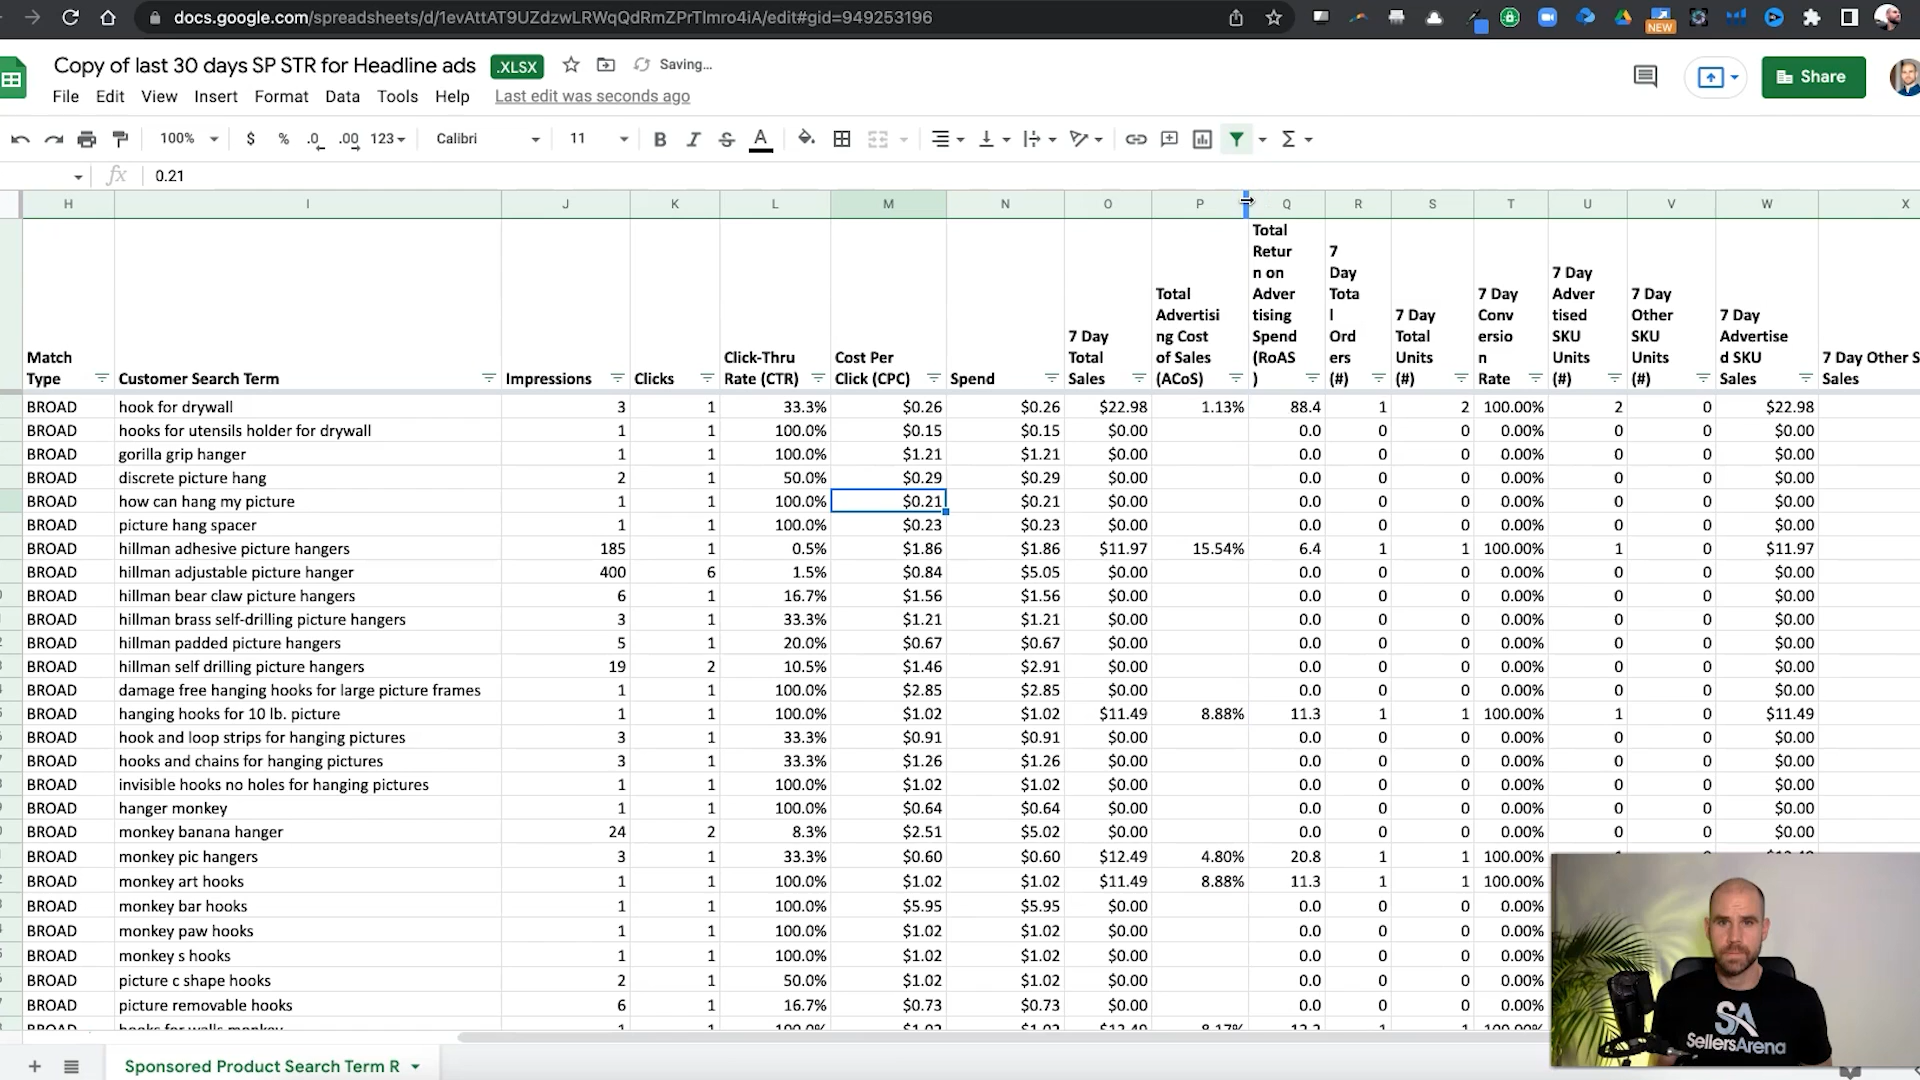 docs.google.com/spreadsheets/d/1evAttAT9UZdzwLRWqQdRmZPrTlmro4iA/edit#gid=949253196
NEW
Copy of last 30 days SP STR for Headline ads .XLSX Saving...
Share
File Edit View Insert Format Data Tools Help Last edit was seconds ago
100% $ % .0 .00 123 Calibri 11 B I S A Σ
fx 0.21
H I J K L M N O P Q R S T U V W X
Match Type Customer Search Term Impressions Clicks Click-Thru Rate (CTR) Cost Per Click (CPC) Spend 7 Day Total Sales Total Advertising Cost of Sales (ACoS) Total Return on Advertising Spend (RoAS) 7 Day Total Orders (#) 7 Day Total Units (#) 7 Day Conversion Rate 7 Day Advertised SKU Units (#) 7 Day Other SKU Units (#) 7 Day Advertised SKU Sales 7 Day Other S Sales
BROAD hook for drywall 3 1 33.3% $0.26 $0.26 $22.98 1.13% 88.4 1 2 100.00% 2 0 $22.98
BROAD hooks for utensils holder for drywall 1 1 100.0% $0.15 $0.15 $0.00 0.0 0 0 0.00% 0 0 $0.00
BROAD gorilla grip hanger 1 1 100.0% $1.21 $1.21 $0.00 0.0 0 0 0.00% 0 0 $0.00
BROAD discrete picture hang 2 1 50.0% $0.29 $0.29 $0.00 0.0 0 0 0.00% 0 0 $0.00
BROAD how can hang my picture 1 1 100.0% $0.21 $0.21 $0.00 0.0 0 0 0.00% 0 0 $0.00
BROAD picture hang spacer 1 1 100.0% $0.23 $0.23 $0.00 0.0 0 0 0.00% 0 0 $0.00
BROAD hillman adhesive picture hangers 185 1 0.5% $1.86 $1.86 $11.97 15.54% 6.4 1 1 100.00% 1 0 $11.97
BROAD hillman adjustable picture hanger 400 6 1.5% $0.84 $5.05 $0.00 0.0 0 0 0.00% 0 0 $0.00
BROAD hillman bear claw picture hangers 6 1 16.7% $1.56 $1.56 $0.00 0.0 0 0 0.00% 0 0 $0.00
BROAD hillman brass self-drilling picture hangers 3 1 33.3% $1.21 $1.21 $0.00 0.0 0 0 0.00% 0 0 $0.00
BROAD hillman padded picture hangers 5 1 20.0% $0.67 $0.67 $0.00 0.0 0 0 0.00% 0 0 $0.00
BROAD hillman self drilling picture hangers 19 2 10.5% $1.46 $2.91 $0.00 0.0 0 0 0.00% 0 0 $0.00
BROAD damage free hanging hooks for large picture frames 1 1 100.0% $2.85 $2.85 $0.00 0.0 0 0 0.00% 0 0 $0.00
BROAD hanging hooks for 10 lb. picture 1 1 100.0% $1.02 $1.02 $11.49 8.88% 11.3 1 1 100.00% 1 0 $11.49
BROAD hook and loop strips for hanging pictures 3 1 33.3% $0.91 $0.91 $0.00 0.0 0 0 0.00% 0 0 $0.00
BROAD hooks and chains for hanging pictures 3 1 33.3% $1.26 $1.26 $0.00 0.0 0 0 0.00% 0 0 $0.00
BROAD invisible hooks no holes for hanging pictures 1 1 100.0% $1.02 $1.02 $0.00 0.0 0 0 0.00% 0 0 $0.00
BROAD hanger monkey 1 1 100.0% $0.64 $0.64 $0.00 0.0 0 0 0.00% 0 0 $0.00
BROAD monkey banana hanger 24 2 8.3% $2.51 $5.02 $0.00 0.0 0 0 0.00% 0 0 $0.00
BROAD monkey pic hangers 3 1 33.3% $0.60 $0.60 $12.49 4.80% 20.8 1 1 100.00%
BROAD monkey art hooks 1 1 100.0% $1.02 $1.02 $11.49 8.88% 11.3 1 1 100.00%
BROAD monkey bar hooks 1 1 100.0% $5.95 $5.95 $0.00 0.0 0 0 0.00%
BROAD monkey paw hooks 1 1 100.0% $1.02 $1.02 $0.00 0.0 0 0 0.00%
BROAD monkey s hooks 1 1 100.0% $1.02 $1.02 $0.00 0.0 0 0 0.00%
BROAD picture c shape hooks 2 1 50.0% $1.02 $1.02 $0.00 0.0 0 0 0.00%
BROAD picture removable hooks 6 1 16.7% $0.73 $0.73 $0.00 0.0 0 0 0.00%
SA
SellersArena
Sponsored Product Search Term R